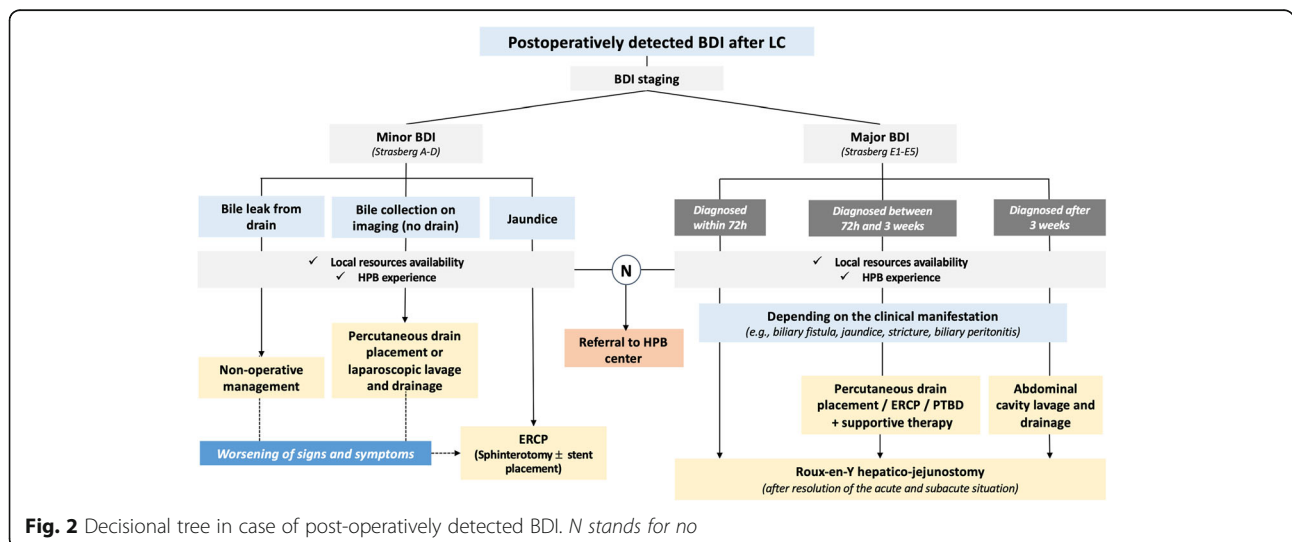 Postoperatively detected BDI after LC
BDI staging
Minor BDI
(Strasberg A-D)
Major BDI
(Strasberg E1-E5)
Bile leak from
drain
Bile collection on
imaging (no drain)
Jaundice
Diagnosed
within 72h
Diagnosed between
72h and 3 weeks
Diagnosed after
3 weeks
✓ Local resources availability
✓ HPB experience
N
✓ Local resources availability
✓ HPB experience
Referral to HPB
center
Depending on the clinical manifestation
(e.g., biliary fistula, jaundice, stricture, biliary peritonitis)
Non-operative
management
Percutaneous drain
placement or
laparoscopic lavage
and drainage
Percutaneous drain
placement / ERCP / PTBD
+ supportive therapy
Abdominal
cavity lavage and
drainage
Worsening of signs and symptoms
ERCP
(Sphinterotomy ± stent
placement)
Roux-en-Y hepatico-jejunostomy
(after resolution of the acute and subacute situation)
Fig. 2 Decisional tree in case of post-operatively detected BDI. N stands for no